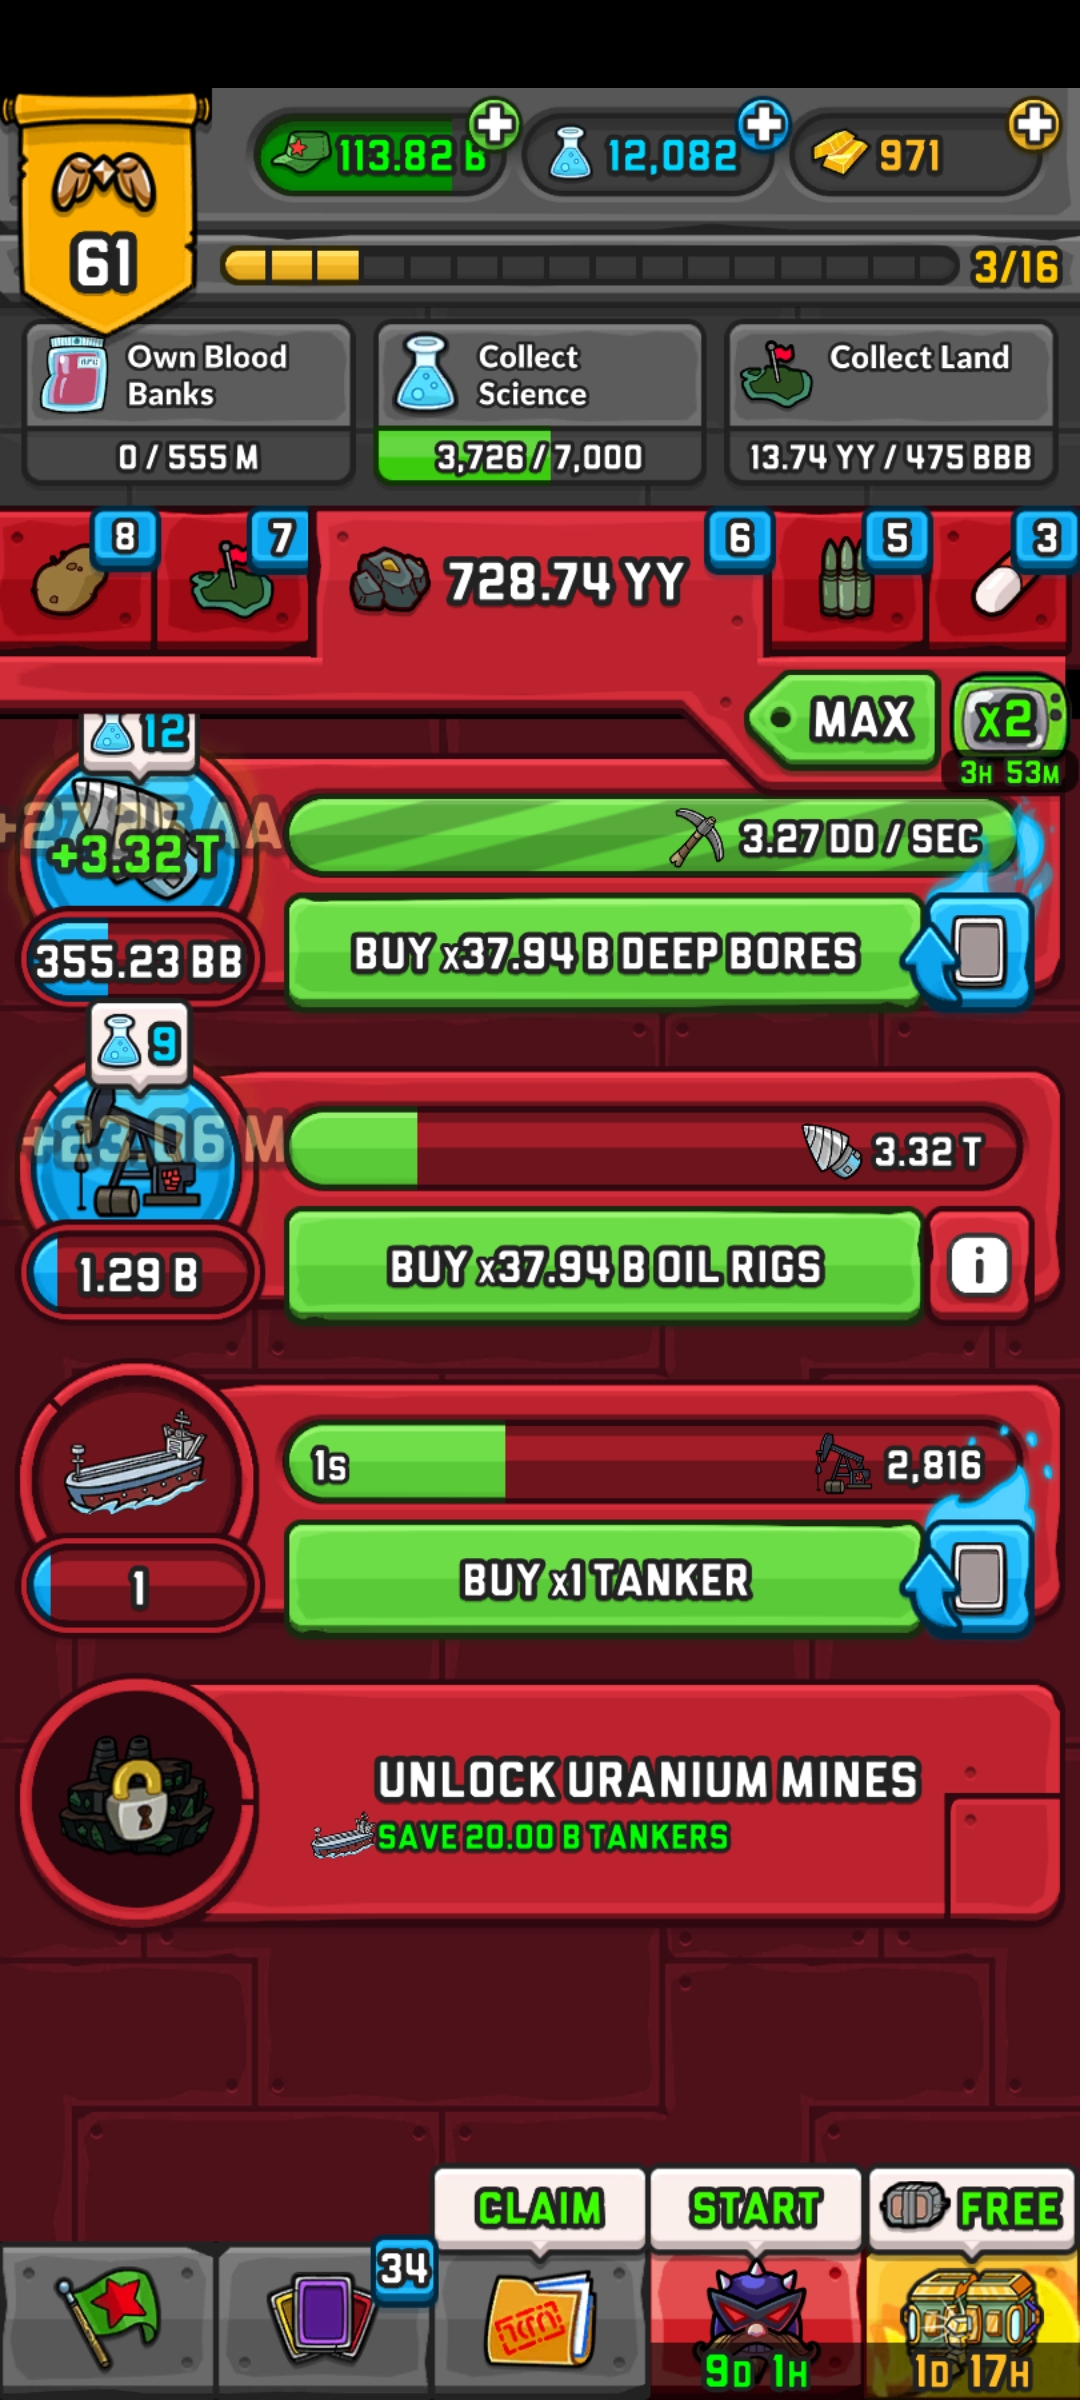 113.82 B
12,082
971
61
3/16
Own Blood
Banks
0 / 555 M
Collect
Science
3,726 / 7,000
Collect Land
13.74 YY / 475 BBB
8
7
728.74 YY
6
5
3
MAX
x2
3H 53M
12
+3.32 T
3.27 DD / SEC
355.23 BB
BUY x37.94 B DEEP BORES
9
+23.06 M
3.32 T
1.29 B
BUY x37.94 B OIL RIGS
i
1s
2,816
1
BUY x1 TANKER
UNLOCK URANIUM MINES
SAVE 20.00 B TANKERS
CLAIM
START
FREE
34
9D 1H
1D 17H